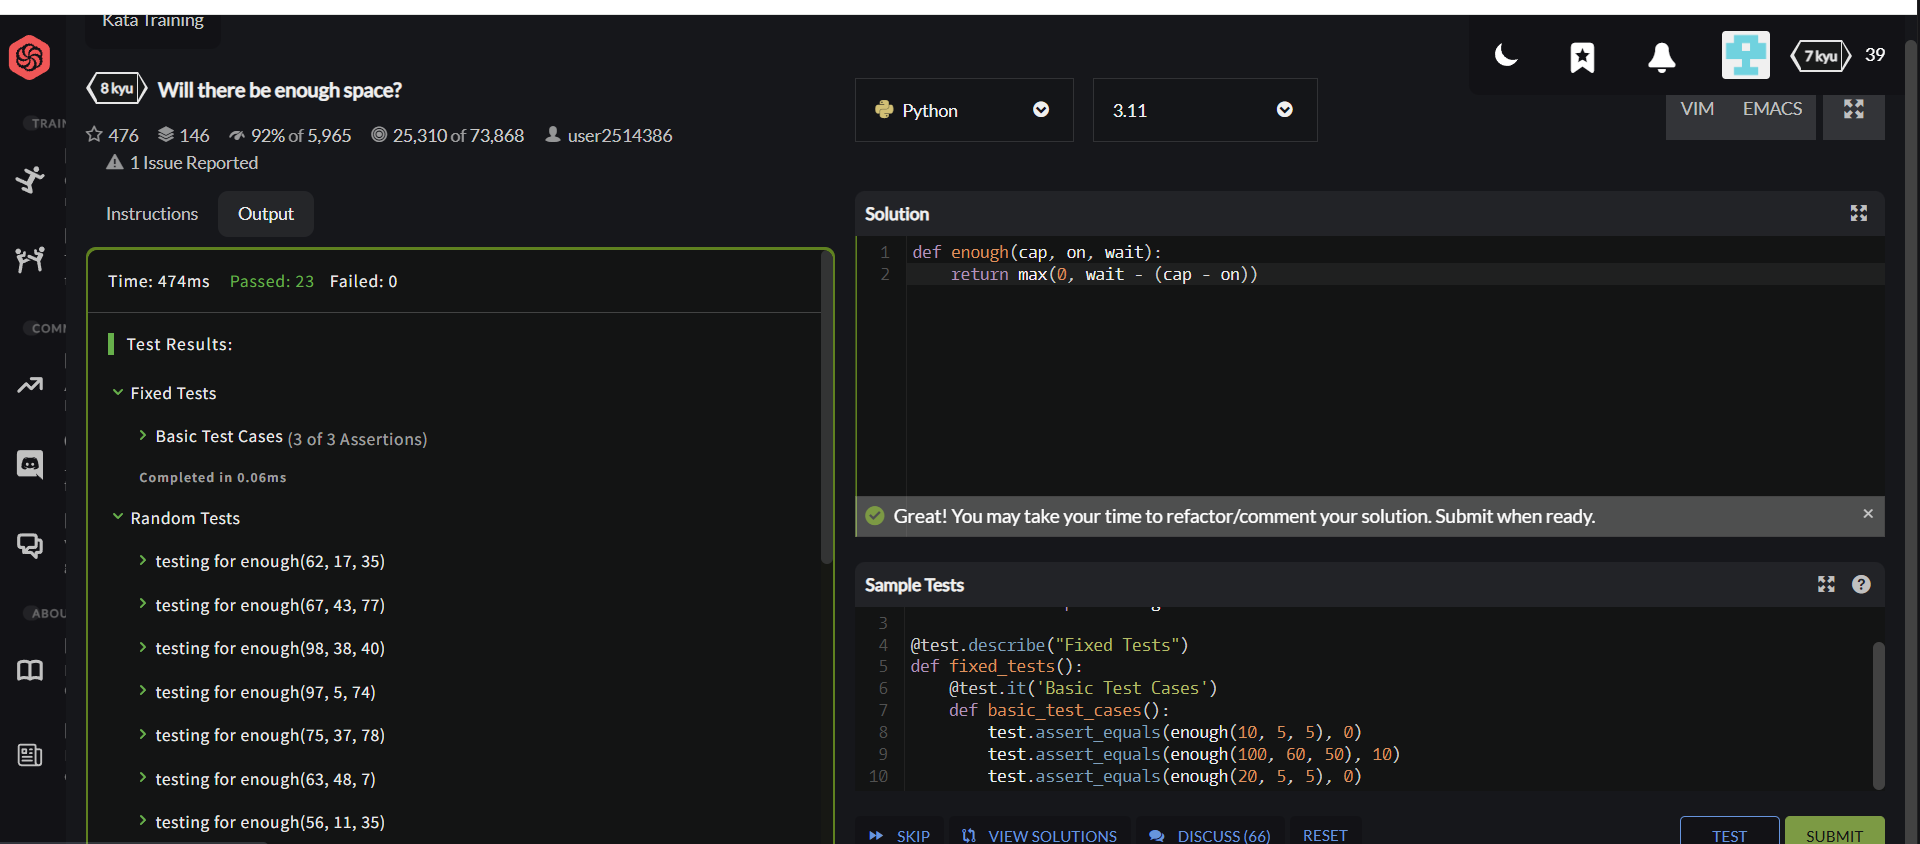 Kata Training
8 kyu Will there be enough space?
476 146 92% of 5,965 25,310 of 73,868 user2514386
1 Issue Reported
Instructions Output
Time: 474ms Passed: 23 Failed: 0
Test Results:
Fixed Tests
Basic Test Cases (3 of 3 Assertions)
Completed in 0.06ms
Random Tests
testing for enough(62, 17, 35)
testing for enough(67, 43, 77)
testing for enough(98, 38, 40)
testing for enough(97, 5, 74)
testing for enough(75, 37, 78)
testing for enough(63, 48, 7)
testing for enough(56, 11, 35)
7 kyu 39
Python 3.11 VIM EMACS
Solution
1 def enough(cap, on, wait):
2 return max(0, wait - (cap - on))
Great! You may take your time to refactor/comment your solution. Submit when ready.
Sample Tests
3
4 @test.describe("Fixed Tests")
5 def fixed_tests():
6 @test.it('Basic Test Cases')
7 def basic_test_cases():
8 test.assert_equals(enough(10, 5, 5), 0)
9 test.assert_equals(enough(100, 60, 50), 10)
10 test.assert_equals(enough(20, 5, 5), 0)
SKIP VIEW SOLUTIONS DISCUSS (66) RESET TEST SUBMIT